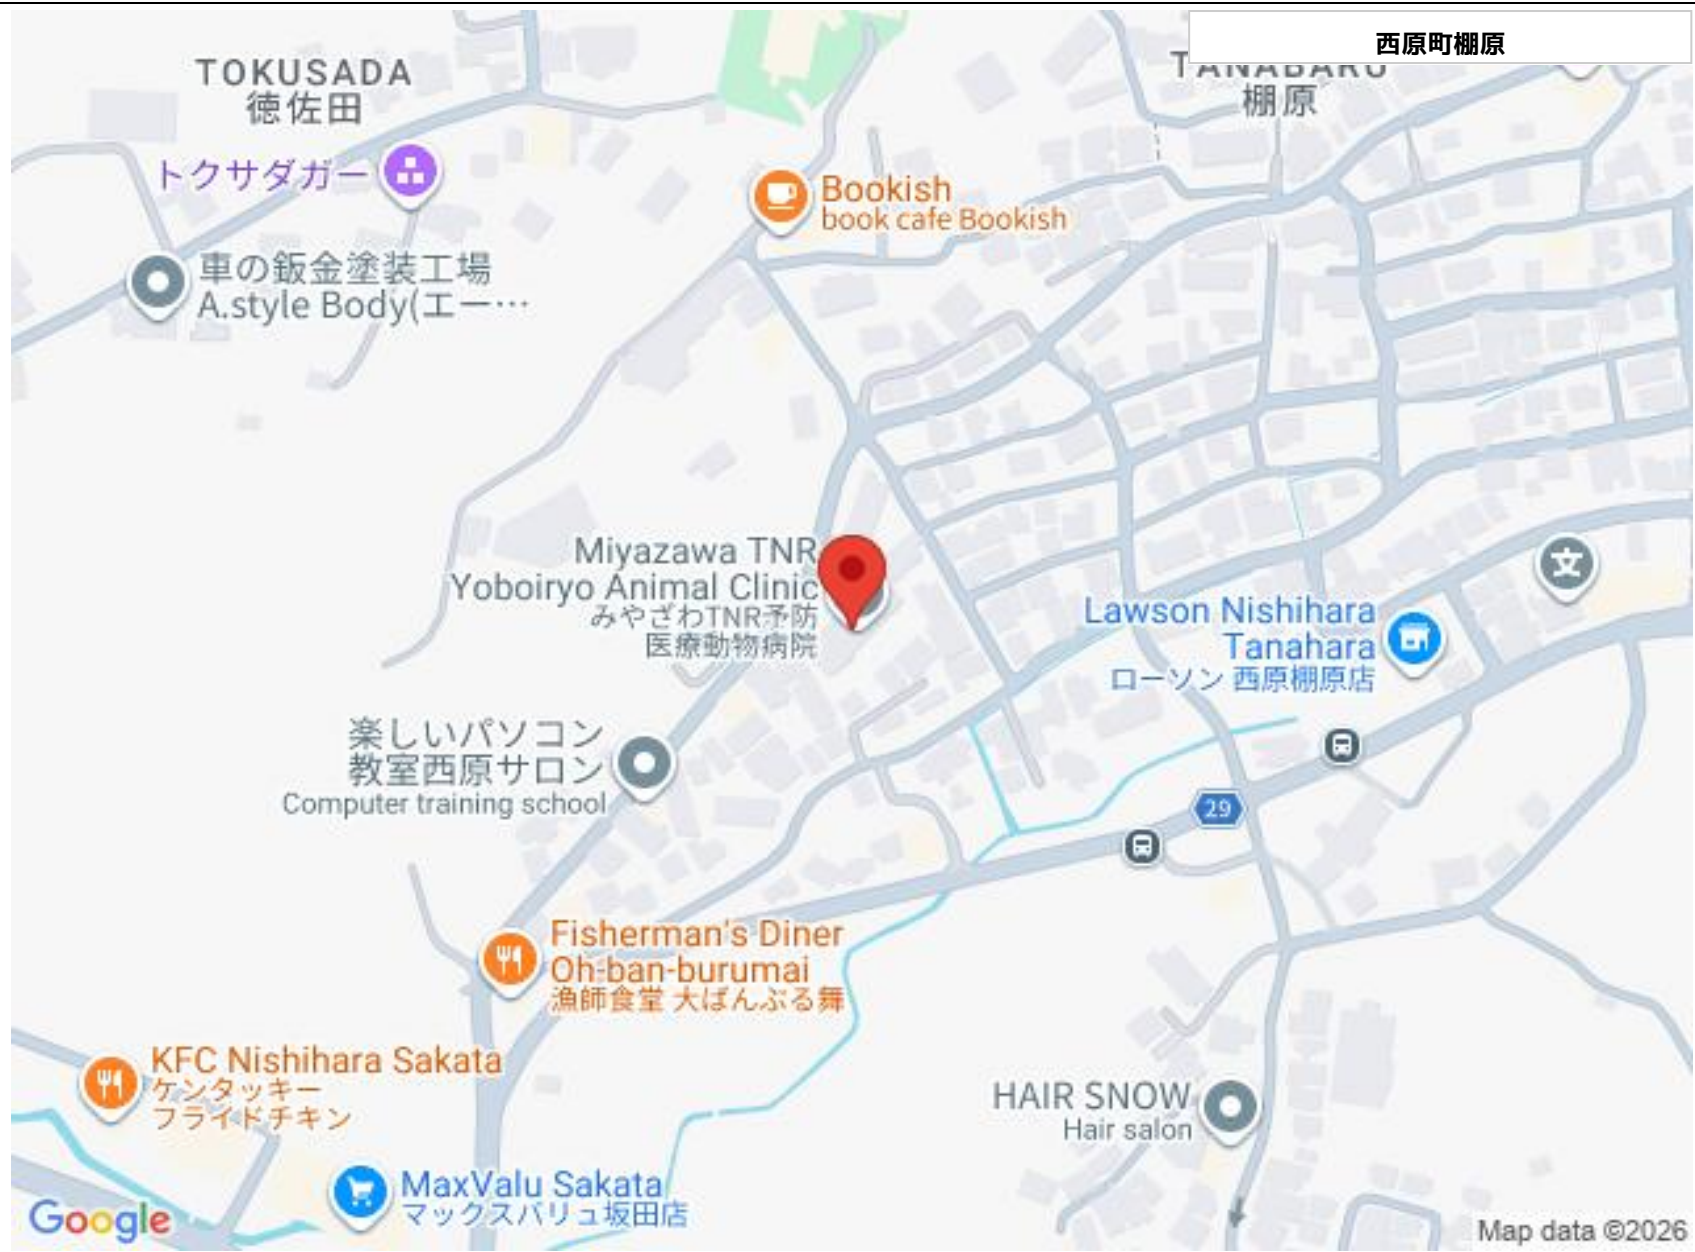 西原町棚原
TOKUSADA
徳佐田
TANABARU
棚原
トクサダガー
Bookish
book cafe Bookish
車の鈑金塗装工場
A.style Body(エー…
Miyazawa TNR
Yoboiryo Animal Clinic
みやざわTNR予防
医療動物病院
文
Lawson Nishihara
Tanahara
ローソン 西原棚原店
楽しいパソコン
教室西原サロン
Computer training school
29
Fisherman's Diner
Oh-ban-burumai
漁師食堂 大ばんぶる舞
KFC Nishihara Sakata
ケンタッキー
フライドチキン
HAIR SNOW
Hair salon
MaxValu Sakata
マックスバリュ坂田店
Google
Map data ©2026